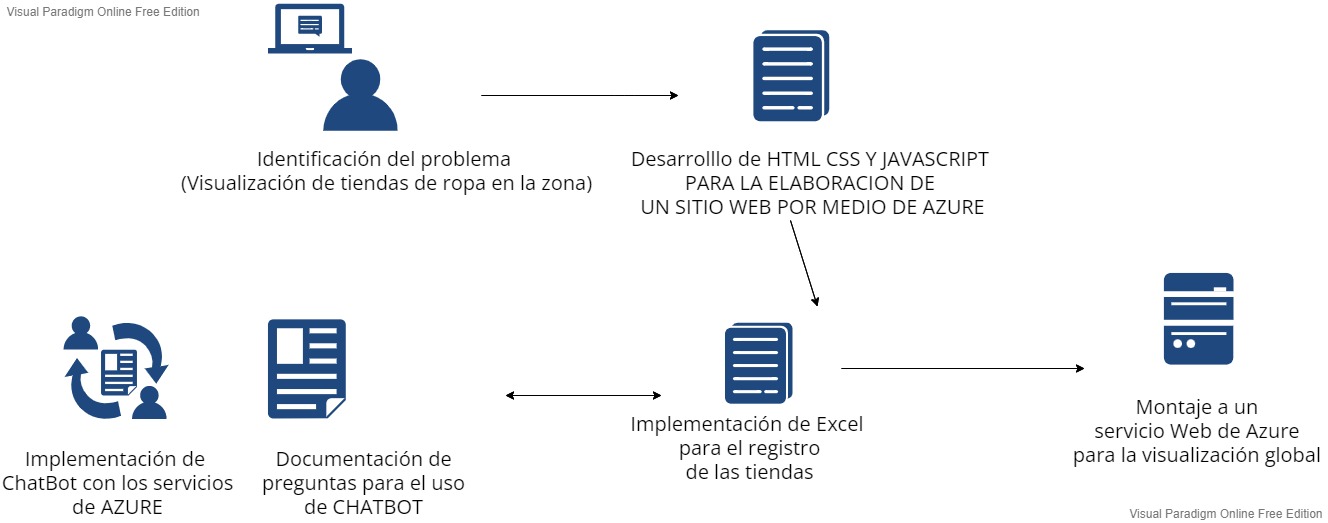 Visual Paradigm Online Free Edition
Identificación del problema
(Visualización de tiendas de ropa en la zona)
Desarrolllo de HTML CSS Y JAVASCRIPT
PARA LA ELABORACION DE
UN SITIO WEB POR MEDIO DE AZURE
Implementación de
ChatBot con los servicios
de AZURE
Documentación de
preguntas para el uso
de CHATBOT
Implementación de Excel
para el registro
de las tiendas
Montaje a un
servicio Web de Azure
para la visualización global
Visual Paradigm Online Free Edition